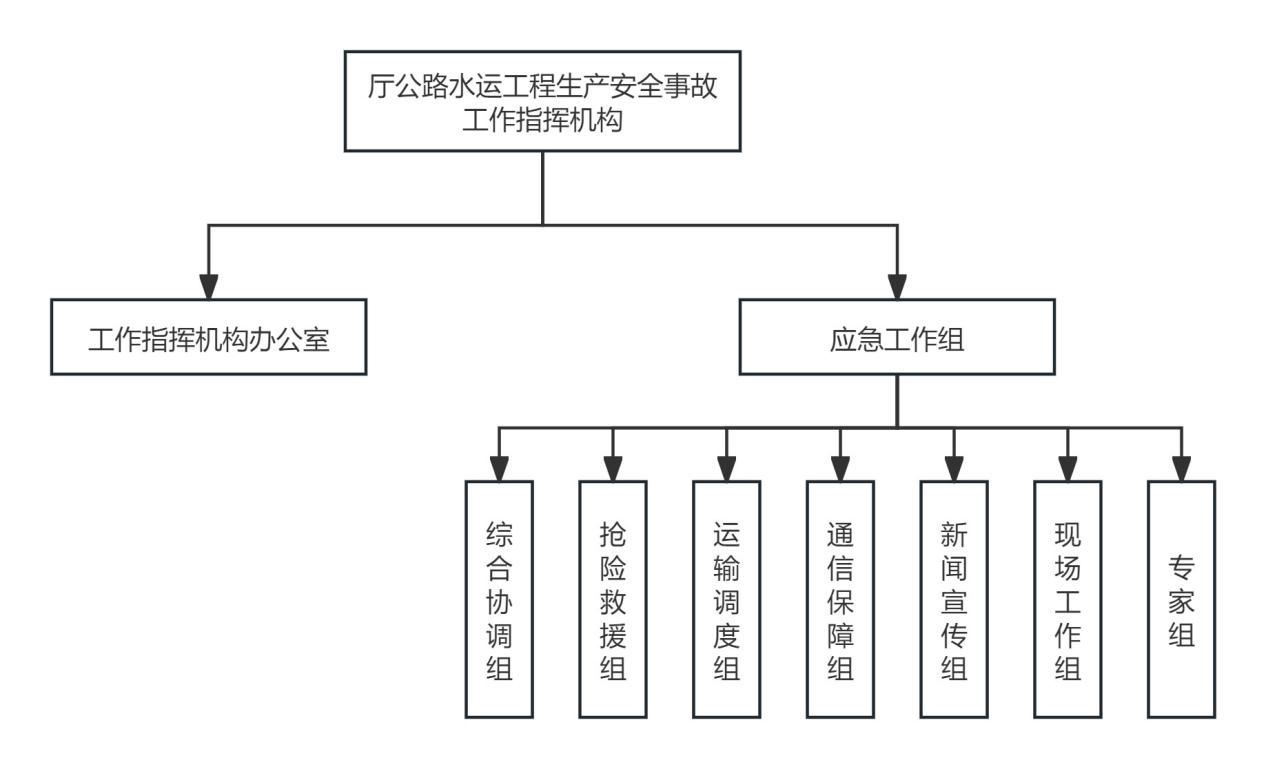 厅公路水运工程生产安全事故
工作指挥机构
工作指挥机构办公室
应急工作组
综合协调组
抢险救援组
运输调度组
通信保障组
新闻宣传组
现场工作组
专家组